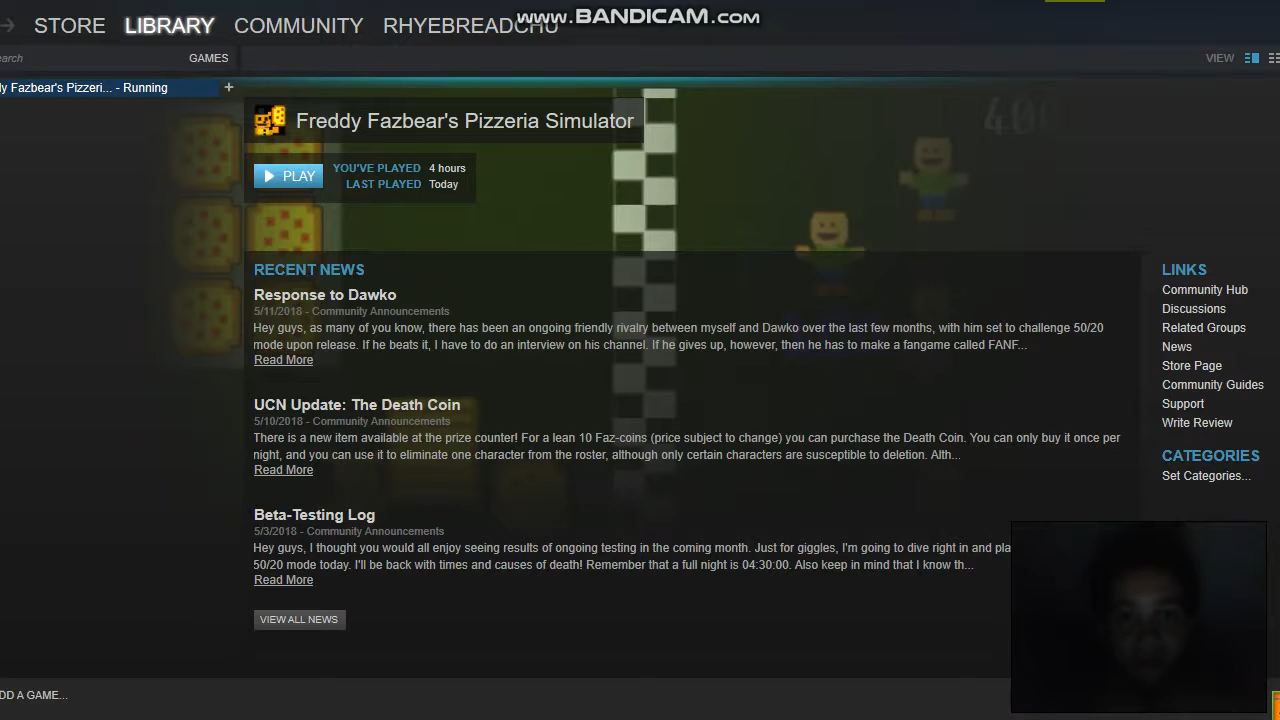 www.BANDICAM.com
STORE LIBRARY COMMUNITY RHYEBREADCHU
earch GAMES VIEW
dy Fazbear's Pizzeri... - Running +
Freddy Fazbear's Pizzeria Simulator
400
PLAY
YOU'VE PLAYED 4 hours
LAST PLAYED Today
RECENT NEWS
Response to Dawko
5/11/2018 - Community Announcements
Hey guys, as many of you know, there has been an ongoing friendly rivalry between myself and Dawko over the last few months, with him set to challenge 50/20
mode upon release. If he beats it, I have to do an interview on his channel. If he gives up, however, then he has to make a fangame called FANF...
Read More
UCN Update: The Death Coin
5/10/2018 - Community Announcements
There is a new item available at the prize counter! For a lean 10 Faz-coins (price subject to change) you can purchase the Death Coin. You can only buy it once per
night, and you can use it to eliminate one character from the roster, although only certain characters are susceptible to deletion. Alth...
Read More
Beta-Testing Log
5/3/2018 - Community Announcements
Hey guys, I thought you would all enjoy seeing results of ongoing testing in the coming month. Just for giggles, I'm going to dive right in and pla
50/20 mode today. I'll be back with times and causes of death! Remember that a full night is 04:30:00. Also keep in mind that I know th...
Read More
VIEW ALL NEWS
LINKS
Community Hub
Discussions
Related Groups
News
Store Page
Community Guides
Support
Write Review
CATEGORIES
Set Categories...
DD A GAME...